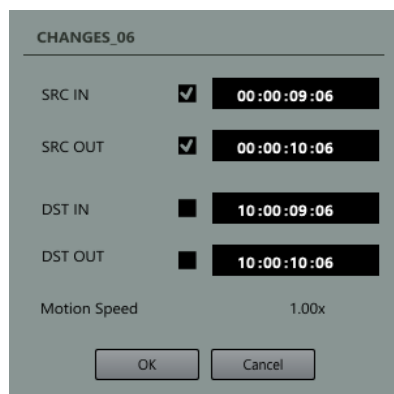 CHANGES_06
SRC IN 00:00:09:06
SRC OUT 00:00:10:06
DST IN 10:00:09:06
DST OUT 10:00:10:06
Motion Speed 1.00x
OK Cancel